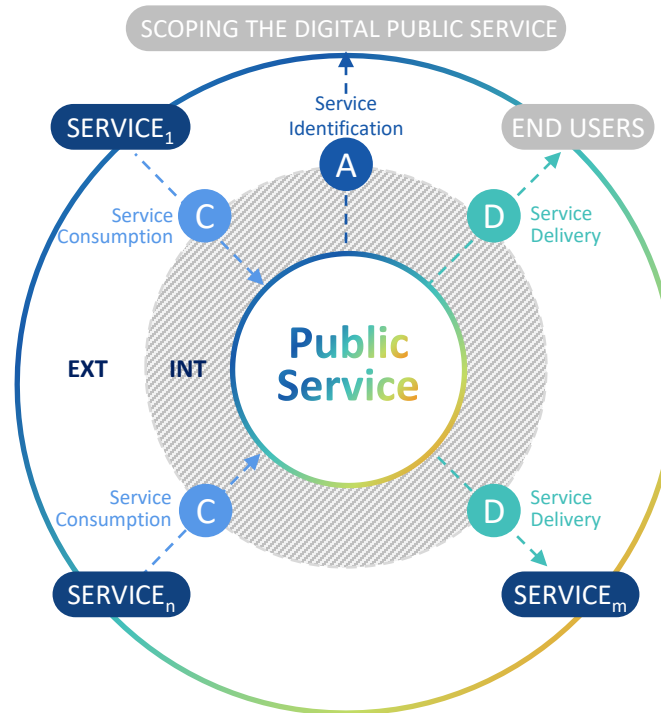 SCOPING THE DIGITAL PUBLIC SERVICE
SERVICE₁
Service
Identification
END USERS
A
C
Service
Consumption
D
Service
Delivery
Public
Service
EXT
INT
Service
Consumption
C
D
Service
Delivery
SERVICEₙ
SERVICEₘ